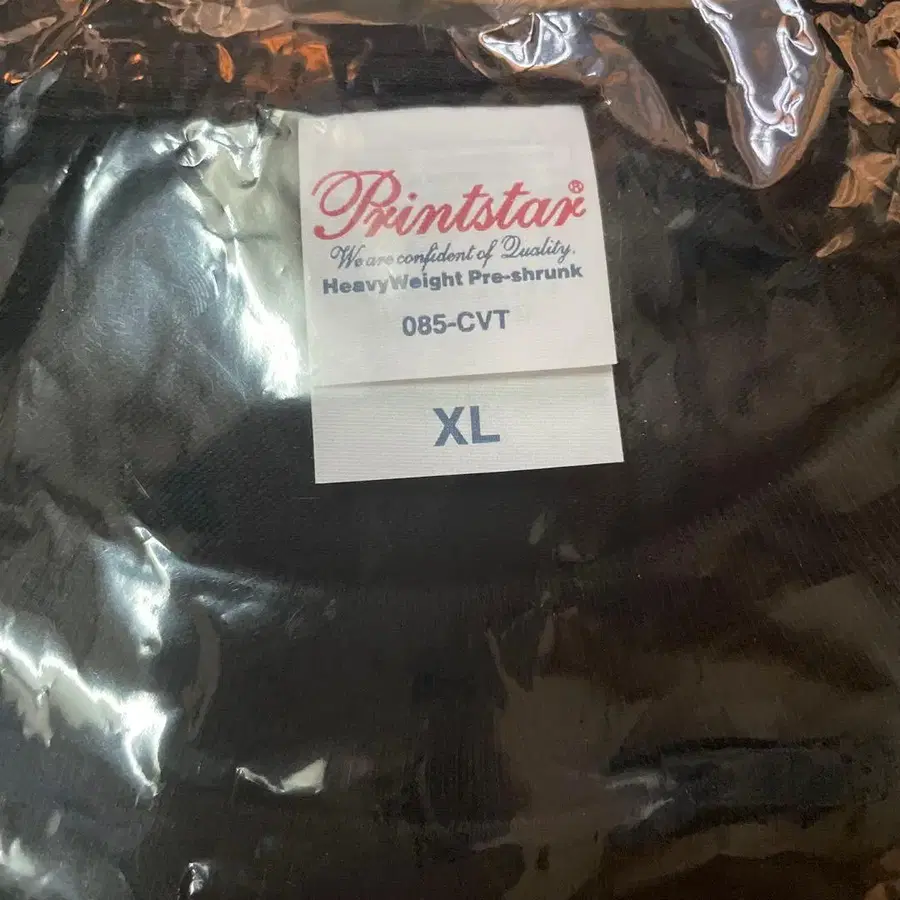 Printstar®
We are confident of Quality.
HeavyWeight Pre-shrunk
085-CVT
XL